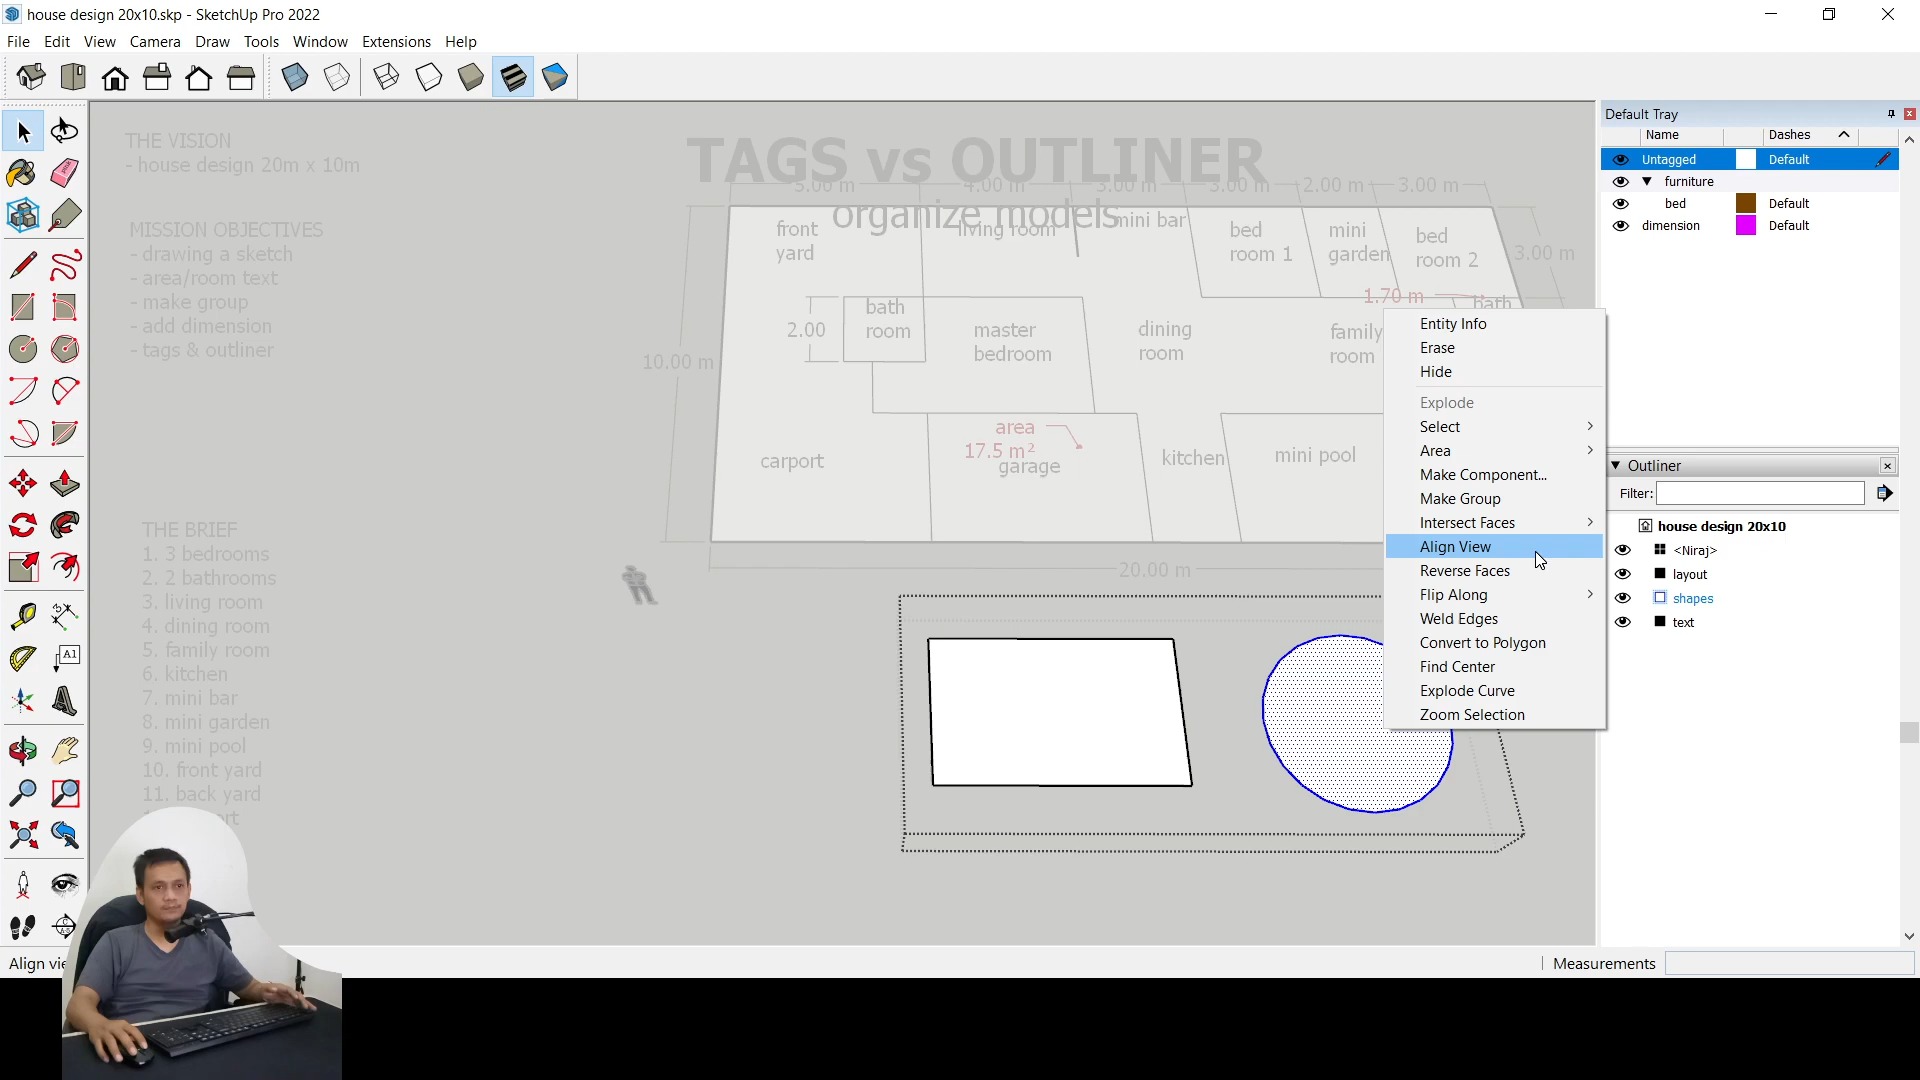 house design 20x10.skp - SketchUp Pro 2022
File Edit View Camera Draw Tools Window Extensions Help
Default Tray
Name Dashes
Untagged Default
furniture
bed Default
dimension Default
THE VISION
- house design 20m x 10m
MISSION OBJECTIVES
- drawing a sketch
- area/room text
- make group
- add dimension
- tags & outliner
THE BRIEF
1. 3 bedrooms
2. 2 bathrooms
3. living room
4. dining room
5. family room
6. kitchen
7. mini bar
8. mini garden
9. mini pool
10. front yard
11. back yard
TAGS vs OUTLINER
organize models
5.00 m 4.00 m 3.00 m 3.00 m 2.00 m 3.00 m
front
yard
living room
mini bar
bed
room 1
mini
garden
bed
room 2
3.00 m
1.70 m
bath
bath
room
2.00
master
bedroom
dining
room
family
room
10.00 m
area
17.5 m²
garage
carport
kitchen
mini pool
20.00 m
Entity Info
Erase
Hide
Explode
Select
Area
Make Component...
Make Group
Intersect Faces
Align View
Reverse Faces
Flip Along
Weld Edges
Convert to Polygon
Find Center
Explode Curve
Zoom Selection
Outliner
Filter:
house design 20x10
<Niraj>
layout
shapes
text
A1
Measurements